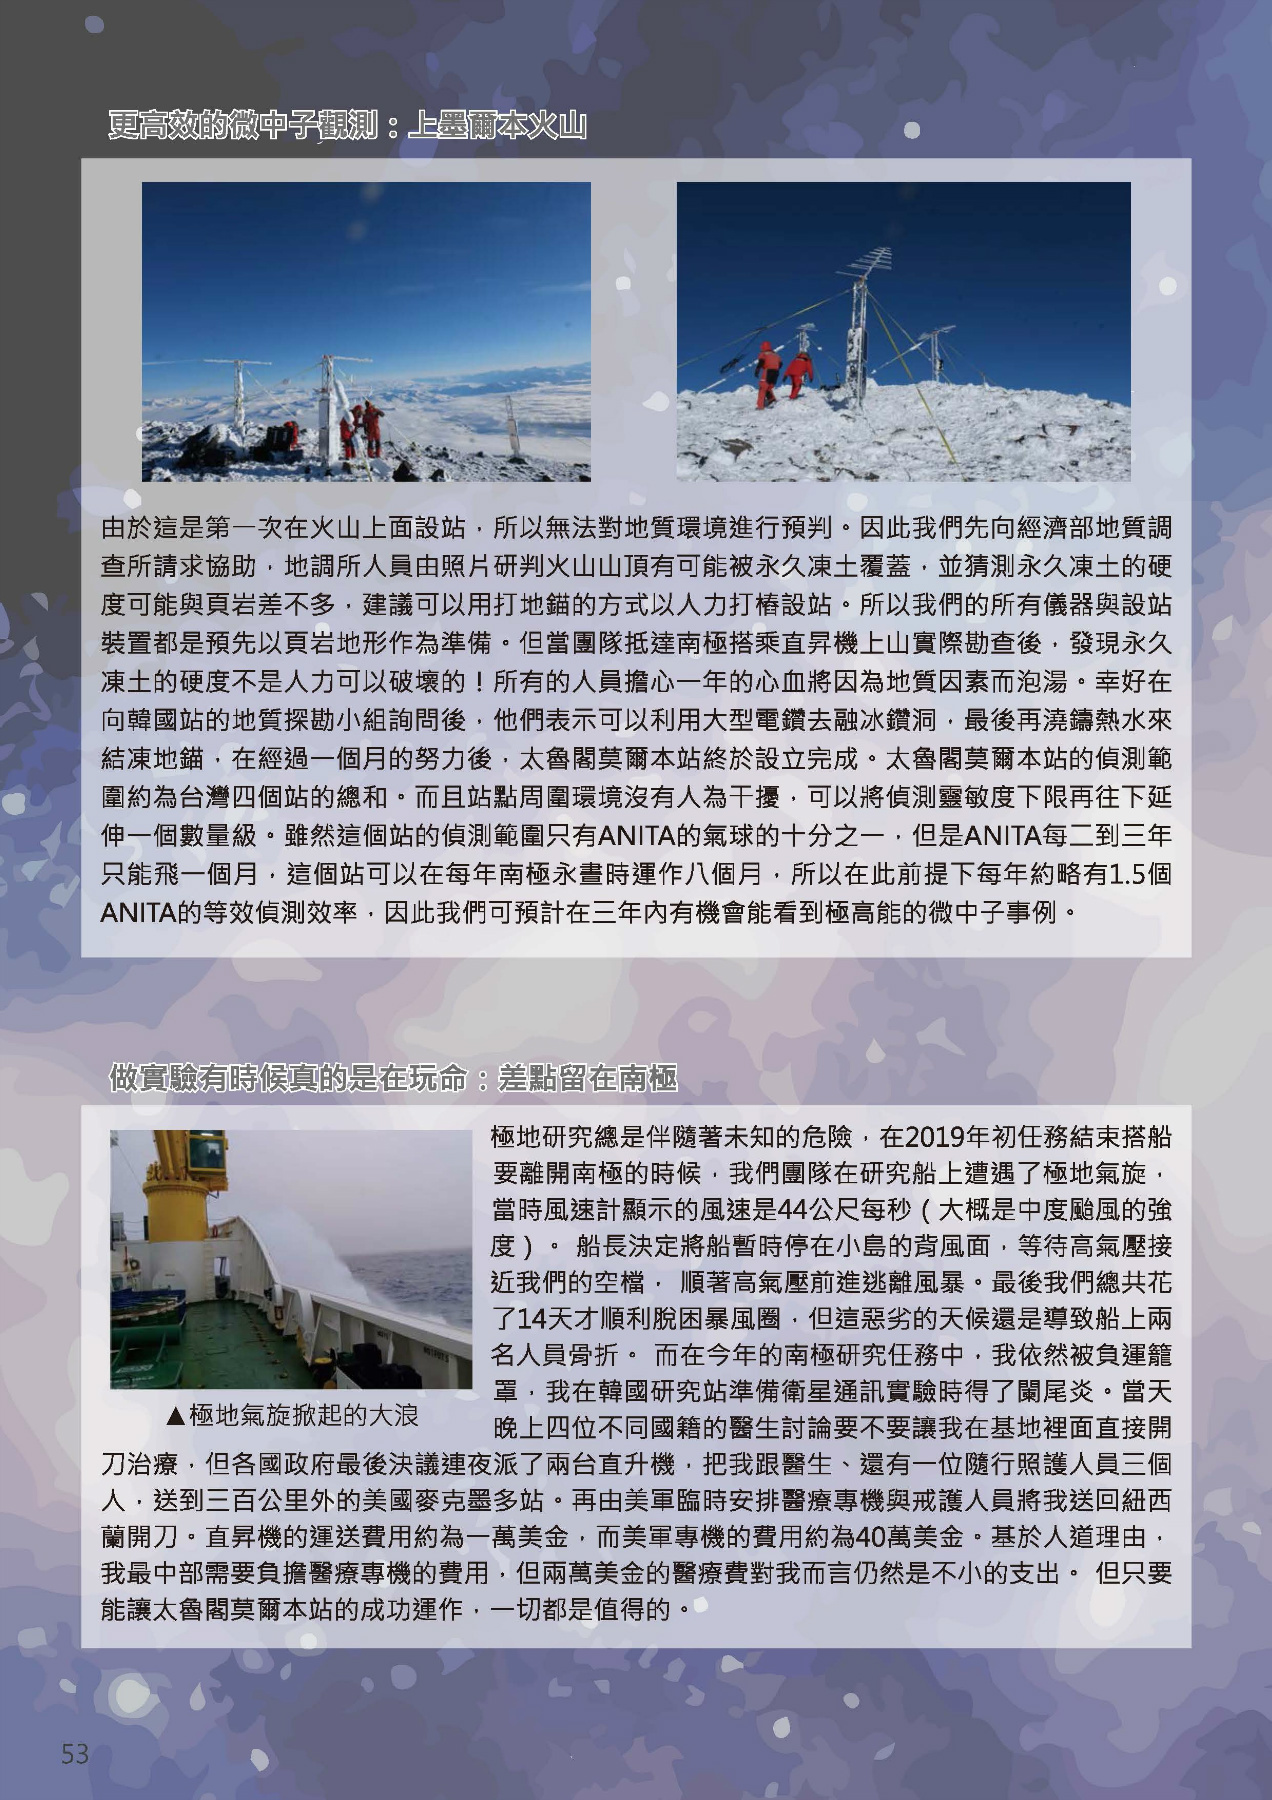 更高效的微中子觀測：上墨爾本火山
由於這是第一次在火山上面設站，所以無法對地質環境進行預判。因此我們先向經濟部地質調
查所請求協助，地調所人員由照片研判火山山頂有可能被永久凍土覆蓋，並猜測永久凍土的硬
度可能與頁岩差不多，建議可以用打地錨的方式以人力打樁設站。所以我們的所有儀器與設站
裝置都是預先以頁岩地形作為準備。但當團隊抵達南極搭乘直昇機上山實際勘查後，發現永久
凍土的硬度不是人力可以破壞的！所有的人員擔心一年的心血將因為地質因素而泡湯。幸好在
向韓國站的地質探勘小組詢問後，他們表示可以利用大型電鑽去融冰鑽洞，最後再澆鑄熱水來
結凍地錨，在經過一個月的努力後，太魯閣莫爾本站終於設立完成。太魯閣莫爾本站的偵測範
圍約為台灣四個站的總和。而且站點周圍環境沒有人為干擾，可以將偵測靈敏度下限再往下延
伸一個數量級。雖然這個站的偵測範圍只有ANITA的氣球的十分之一，但是ANITA每二到三年
只能飛一個月，這個站可以在每年南極永晝時運作八個月，所以在此前提下每年約略有1.5個
ANITA的等效偵測效率，因此我們可預計在三年內有機會能看到極高能的微中子事例。
做實驗有時候真的是在玩命：差點留在南極
極地研究總是伴隨著未知的危險，在2019年初任務結束搭船
要離開南極的時候，我們團隊在研究船上遭遇了極地氣旋，
當時風速計顯示的風速是44公尺每秒（大概是中度颱風的強
度）。 船長決定將船暫時停在小島的背風面，等待高氣壓接
近我們的空檔， 順著高氣壓前進逃離風暴。最後我們總共花
了14天才順利脫困暴風圈，但這惡劣的天候還是導致船上兩
名人員骨折。 而在今年的南極研究任務中，我依然被負運籠
罩，我在韓國研究站準備衛星通訊實驗時得了闌尾炎。當天
晚上四位不同國籍的醫生討論要不要讓我在基地裡面直接開
刀治療，但各國政府最後決議連夜派了兩台直升機，把我跟醫生、還有一位隨行照護人員三個
人，送到三百公里外的美國麥克墨多站。再由美軍臨時安排醫療專機與戒護人員將我送回紐西
蘭開刀。直昇機的運送費用約為一萬美金，而美軍專機的費用約為40萬美金。基於人道理由，
我最中部需要負擔醫療專機的費用，但兩萬美金的醫療費對我而言仍然是不小的支出。 但只要
能讓太魯閣莫爾本站的成功運作，一切都是值得的。
▲極地氣旋掀起的大浪
53